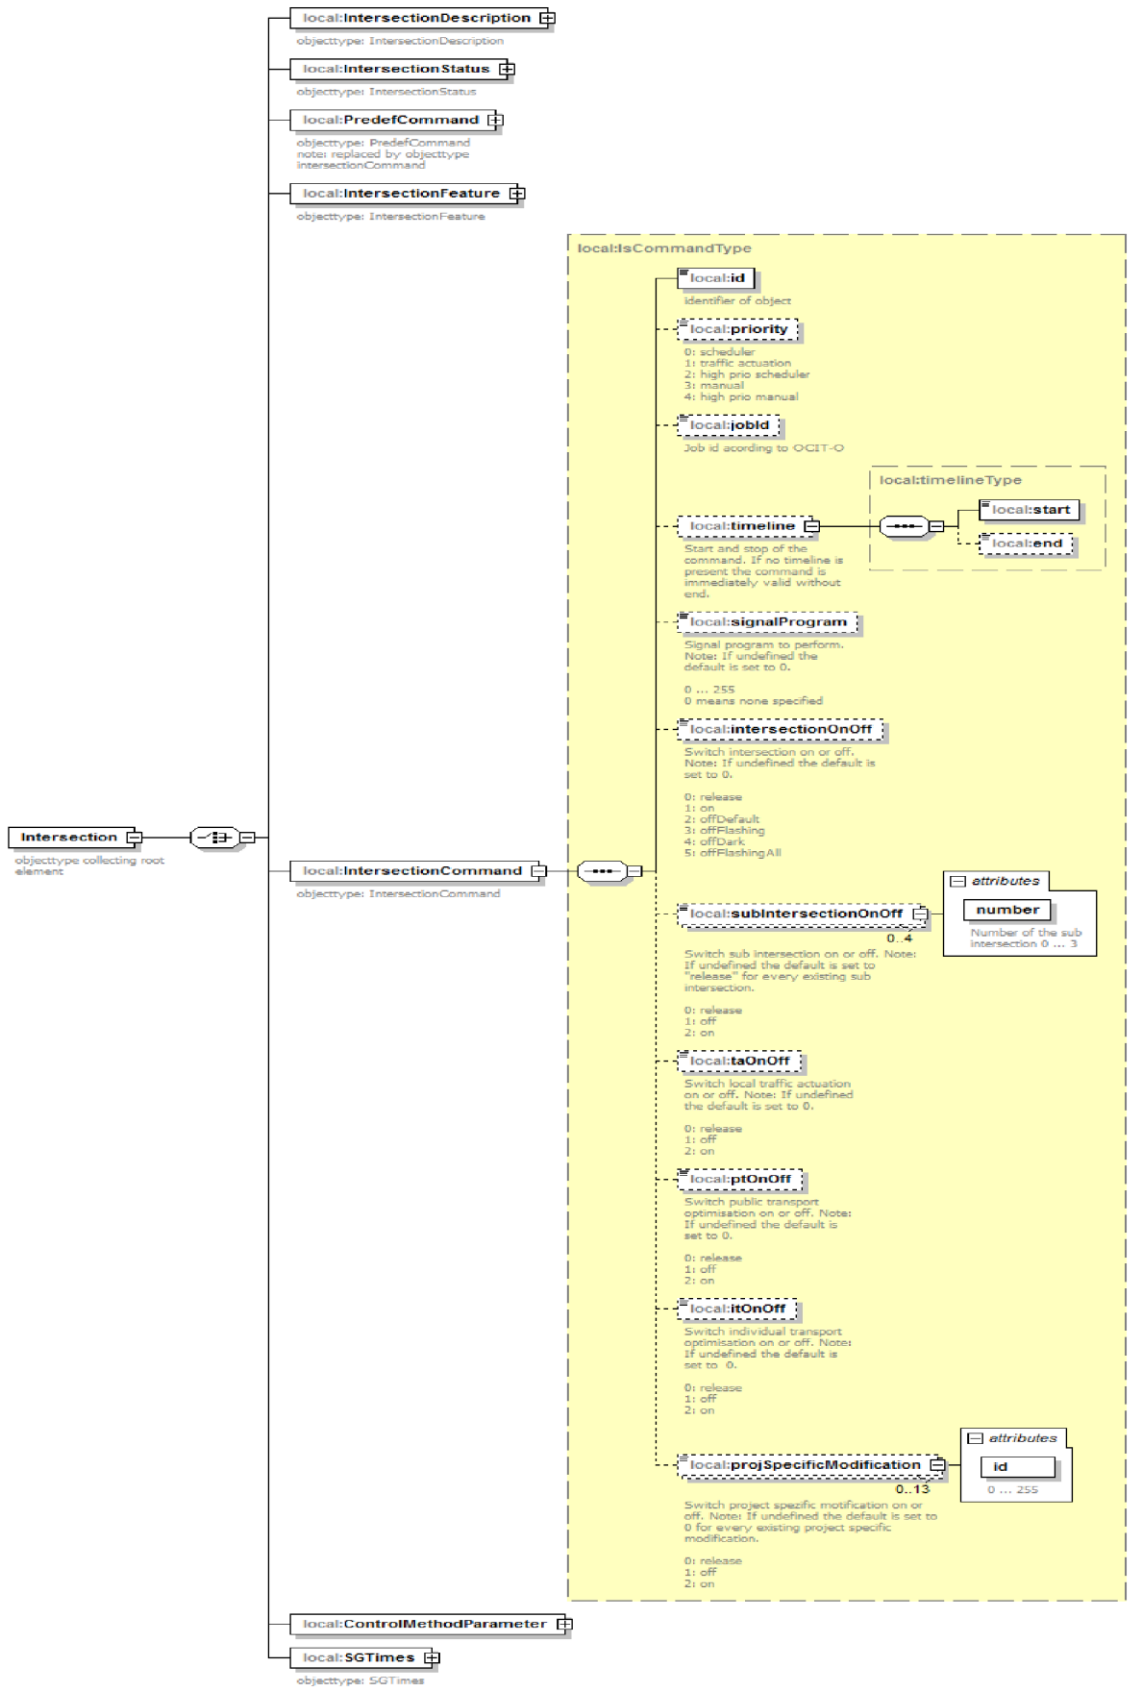 local:IntersectionDescription
objecttype: IntersectionDescription
local:IntersectionStatus
objecttype: IntersectionStatus
local:PredefCommand
objecttype: PredefCommand
note: replaced by objecttype
intersectionCommand
local:IntersectionFeature
objecttype: IntersectionFeature
local:IsCommandType
local:id
identifier of object
local:priority
0: scheduler
1: traffic actuation
2: high prio scheduler
3: manual
4: high prio manual
local:jobId
Job id acording to OCIT-O
local:timelineType
local:timeline
local:start
local:end
Start and stop of the
command. If no timeline is
present the command is
immediately valid without
end.
local:signalProgram
Signal program to perform.
Note: If undefined the
default is set to 0.
0 ... 255
0 means none specified
local:intersectionOnOff
Switch intersection on or off.
Note: If undefined the default is
set to 0.
0: release
1: on
2: offDefault
3: offFlashing
4: offDark
5: offFlashingAll
Intersection
objecttype collecting root
element
local:IntersectionCommand
objecttype: IntersectionCommand
local:subIntersectionOnOff
0..4
attributes
number
Number of the sub
intersection 0 ... 3
Switch sub intersection on or off. Note:
If undefined the default is set to
"release" for every existing sub
intersection.
0: release
1: off
2: on
local:taOnOff
Switch local traffic actuation
on or off. Note: If undefined
the default is set to 0.
0: release
1: off
2: on
local:ptOnOff
Switch public transport
optimisation on or off. Note:
If undefined the default is
set to 0.
0: release
1: off
2: on
local:itOnOff
Switch individual transport
optimisation on or off. Note:
If undefined the default is
set to 0.
0: release
1: off
2: on
local:projSpecificModification
0..13
attributes
id
0 ... 255
Switch project spezific motification on or
off. Note: If undefined the default is set to
0 for every existing project specific
modification.
0: release
1: off
2: on
local:ControlMethodParameter
local:SGTimes
objecttype: SGTimes